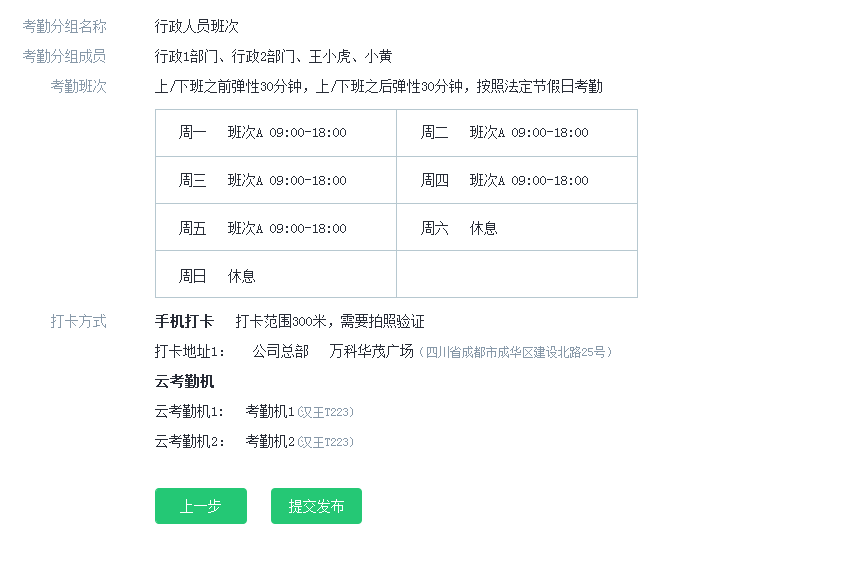 考勤分组名称 行政人员班次
考勤分组成员 行政1部门、行政2部门、王小虎、小黄
考勤班次 上/下班之前弹性30分钟，上/下班之后弹性30分钟，按照法定节假日考勤
周一 班次A 09:00-18:00 周二 班次A 09:00-18:00
周三 班次A 09:00-18:00 周四 班次A 09:00-18:00
周五 班次A 09:00-18:00 周六 休息
周日 休息
打卡方式 手机打卡 打卡范围300米，需要拍照验证
打卡地址1： 公司总部 万科华茂广场（四川省成都市成华区建设北路25号）
云考勤机
云考勤机1： 考勤机1（汉王T223）
云考勤机2： 考勤机2（汉王T223）
上一步 提交发布